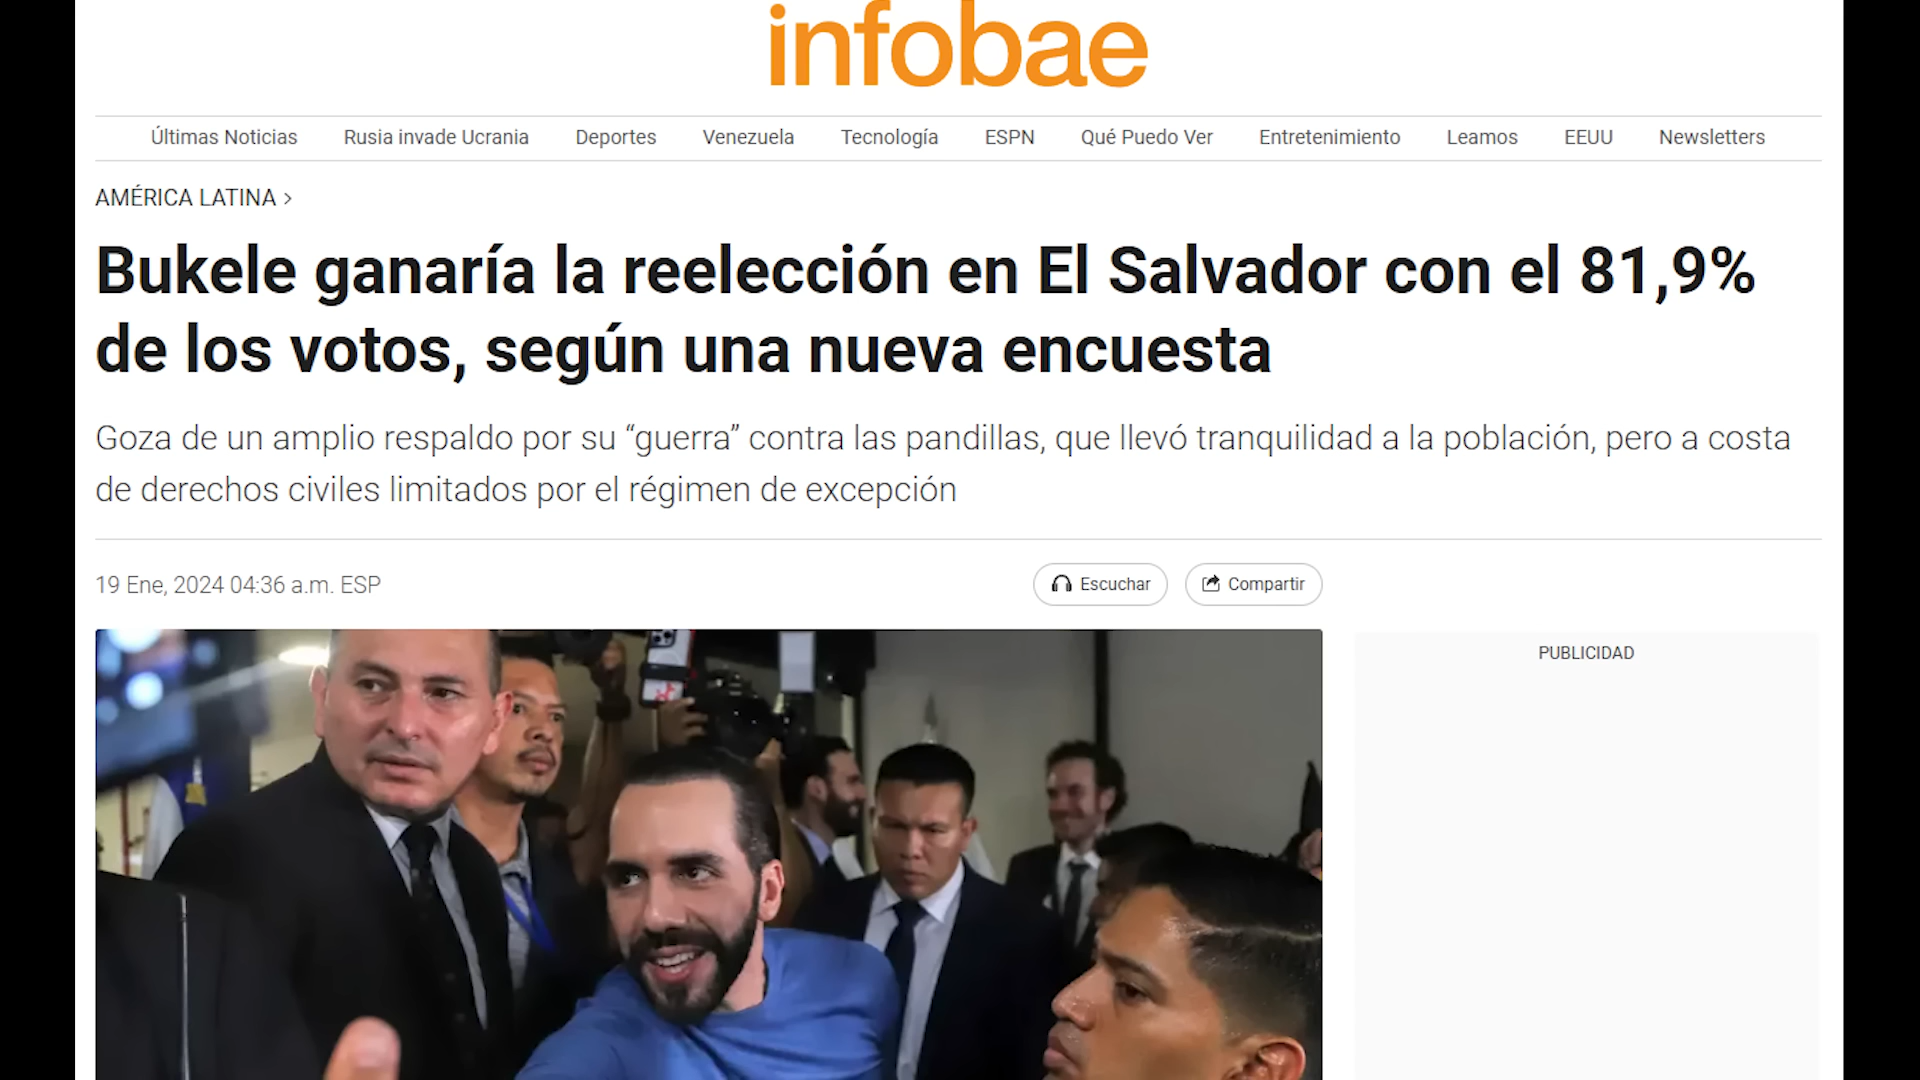 infobae
Últimas Noticias Rusia invade Ucrania Deportes Venezuela Tecnología ESPN Qué Puedo Ver Entretenimiento Leamos EEUU Newsletters
AMÉRICA LATINA >
Bukele ganaría la reelección en El Salvador con el 81,9%
de los votos, según una nueva encuesta
Goza de un amplio respaldo por su “guerra” contra las pandillas, que llevó tranquilidad a la población, pero a costa
de derechos civiles limitados por el régimen de excepción
19 Ene, 2024 04:36 a.m. ESP
Escuchar Compartir
PUBLICIDAD